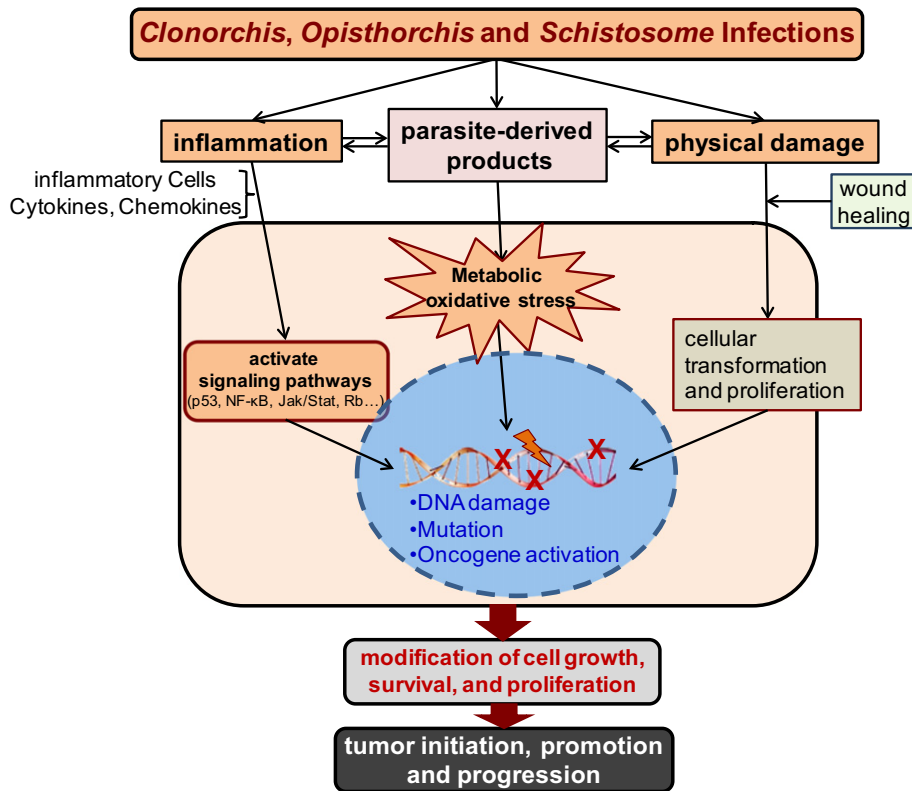 Clonorchis, Opisthorchis and Schistosome Infections
inflammation
parasite-derived
products
physical damage
inflammatory Cells
Cytokines, Chemokines
wound
healing
Metabolic
oxidative stress
activate
signaling pathways
(p53, NF-κB, Jak/Stat, Rb…)
cellular
transformation
and proliferation
X
X
X
•DNA damage
•Mutation
•Oncogene activation
modification of cell growth,
survival, and proliferation
tumor initiation, promotion
and progression